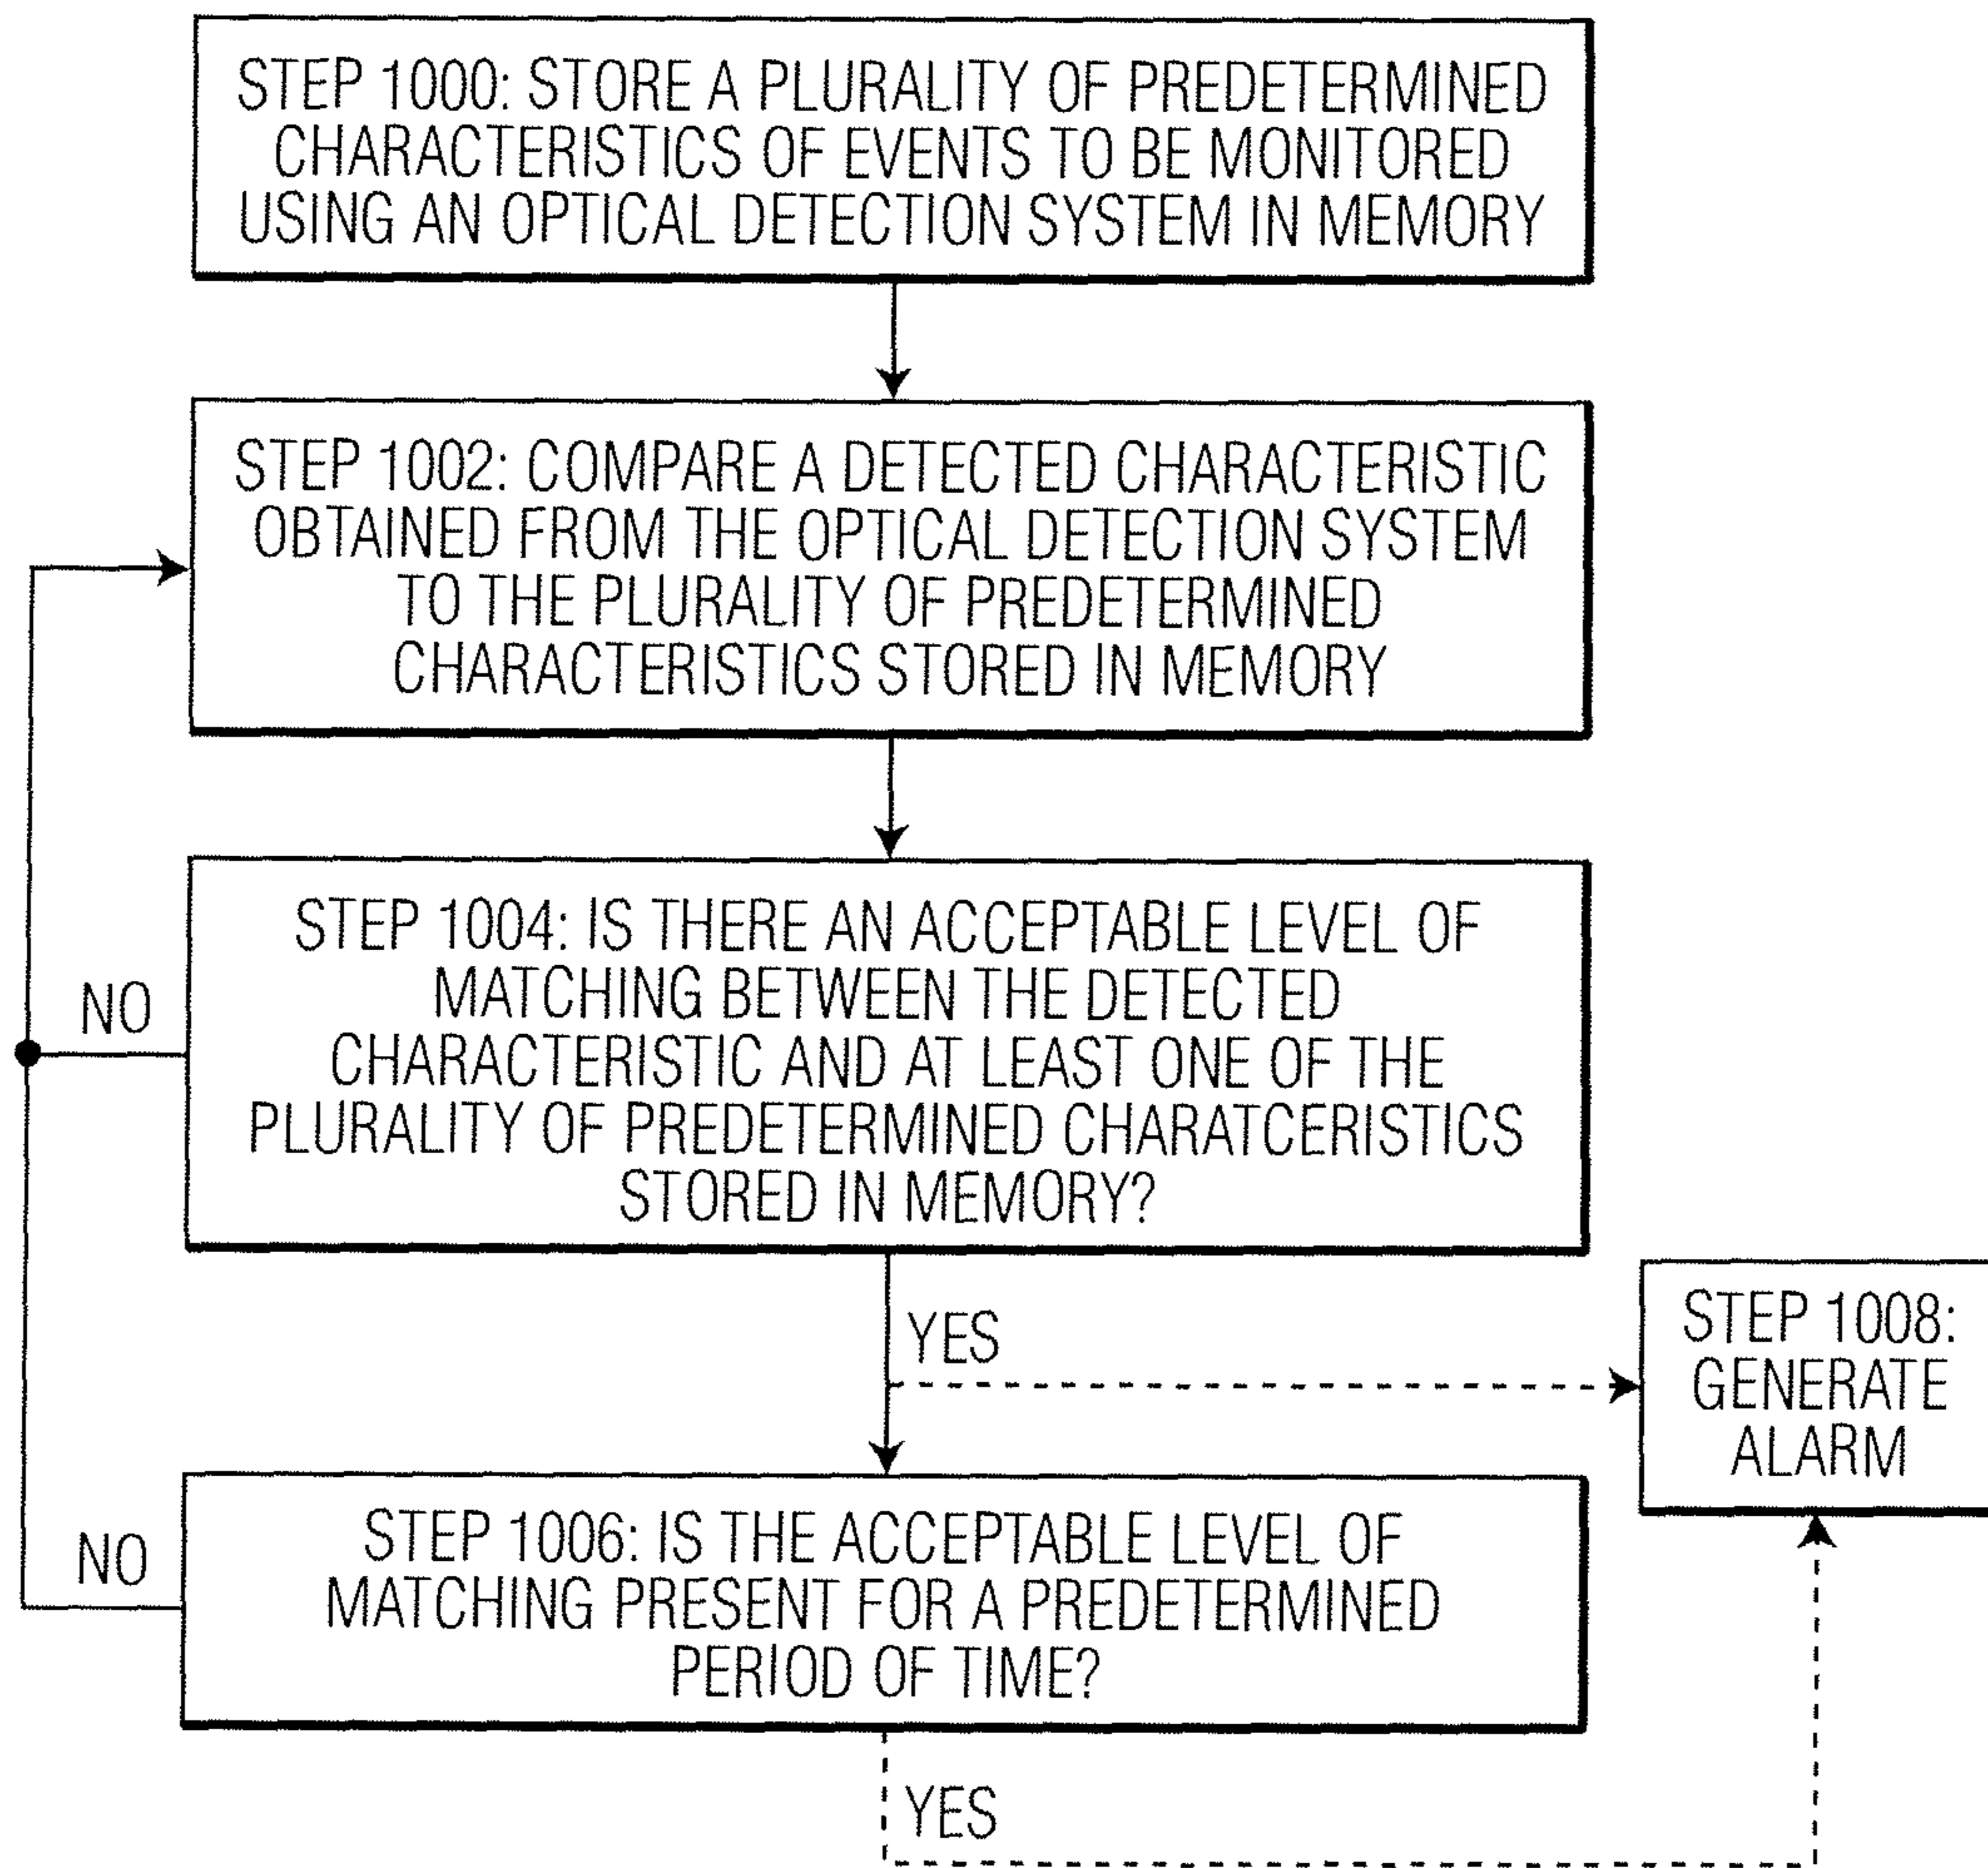 STEP 1000: STORE A PLURALITY OF PREDETERMINED
CHARACTERISTICS OF EVENTS TO BE MONITORED
USING AN OPTICAL DETECTION SYSTEM IN MEMORY
STEP 1002: COMPARE A DETECTED CHARACTERISTIC
OBTAINED FROM THE OPTICAL DETECTION SYSTEM
TO THE PLURALITY OF PREDETERMINED
CHARACTERISTICS STORED IN MEMORY
STEP 1004: IS THERE AN ACCEPTABLE LEVEL OF
MATCHING BETWEEN THE DETECTED
CHARACTERISTIC AND AT LEAST ONE OF THE
PLURALITY OF PREDETERMINED CHARATCERISTICS
STORED IN MEMORY?
NO
YES
STEP 1008:
GENERATE
ALARM
STEP 1006: IS THE ACCEPTABLE LEVEL OF
MATCHING PRESENT FOR A PREDETERMINED
PERIOD OF TIME?
NO
YES